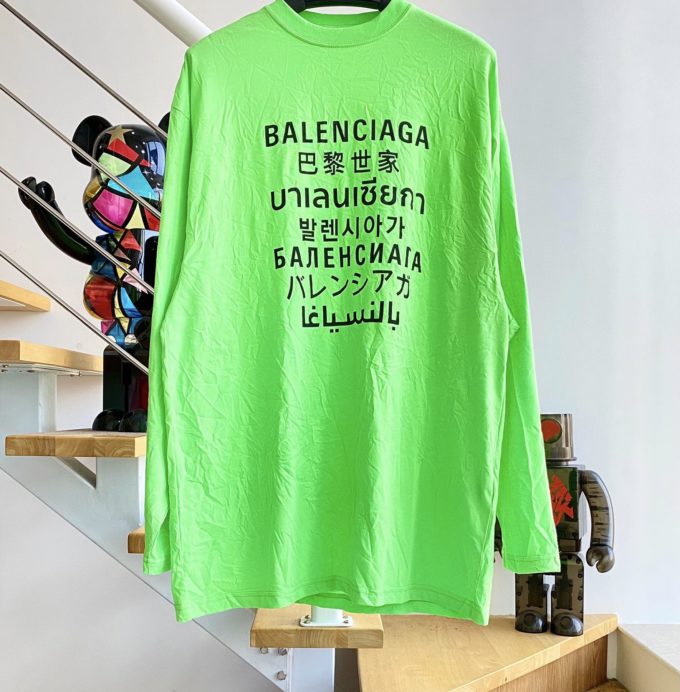 BALENCIAGA
巴黎世家
บาเลนเซียกา
발렌시아가
БАЛЕНСИАГА
バレンシアガ
بالنسياغا